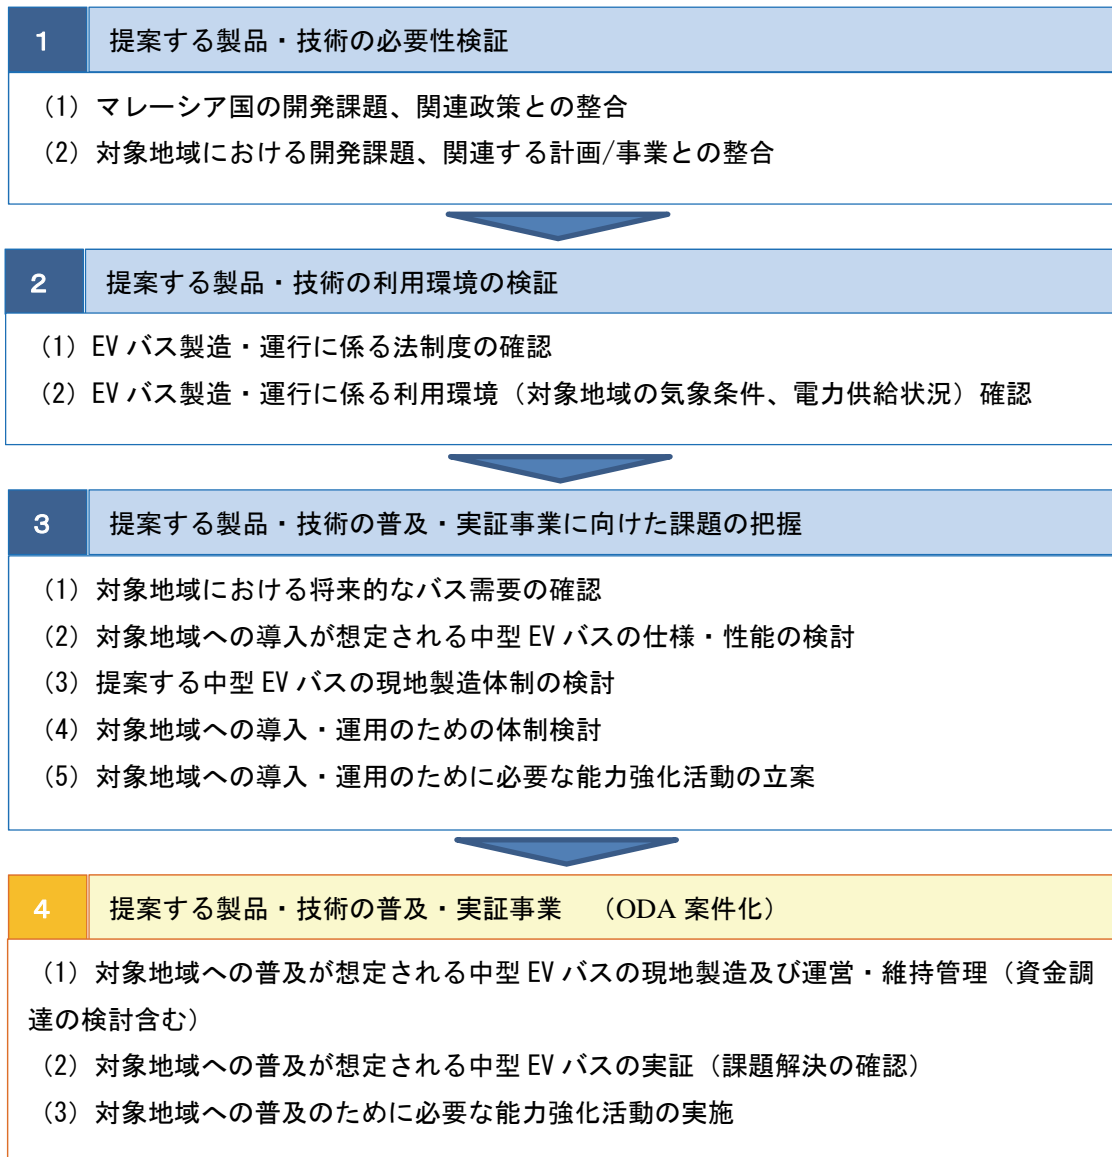 1 提案する製品・技術の必要性検証
（1）マレーシア国の開発課題、関連政策との整合
（2）対象地域における開発課題、関連する計画/事業との整合
2 提案する製品・技術の利用環境の検証
（1）EV バス製造・運行に係る法制度の確認
（2）EV バス製造・運行に係る利用環境（対象地域の気象条件、電力供給状況）確認
3 提案する製品・技術の普及・実証事業に向けた課題の把握
（1）対象地域における将来的なバス需要の確認
（2）対象地域への導入が想定される中型 EV バスの仕様・性能の検討
（3）提案する中型 EV バスの現地製造体制の検討
（4）対象地域への導入・運用のための体制検討
（5）対象地域への導入・運用のために必要な能力強化活動の立案
4 提案する製品・技術の普及・実証事業　（ODA 案件化）
（1）対象地域への普及が想定される中型 EV バスの現地製造及び運営・維持管理（資金調
達の検討含む）
（2）対象地域への普及が想定される中型 EV バスの実証（課題解決の確認）
（3）対象地域への普及のために必要な能力強化活動の実施